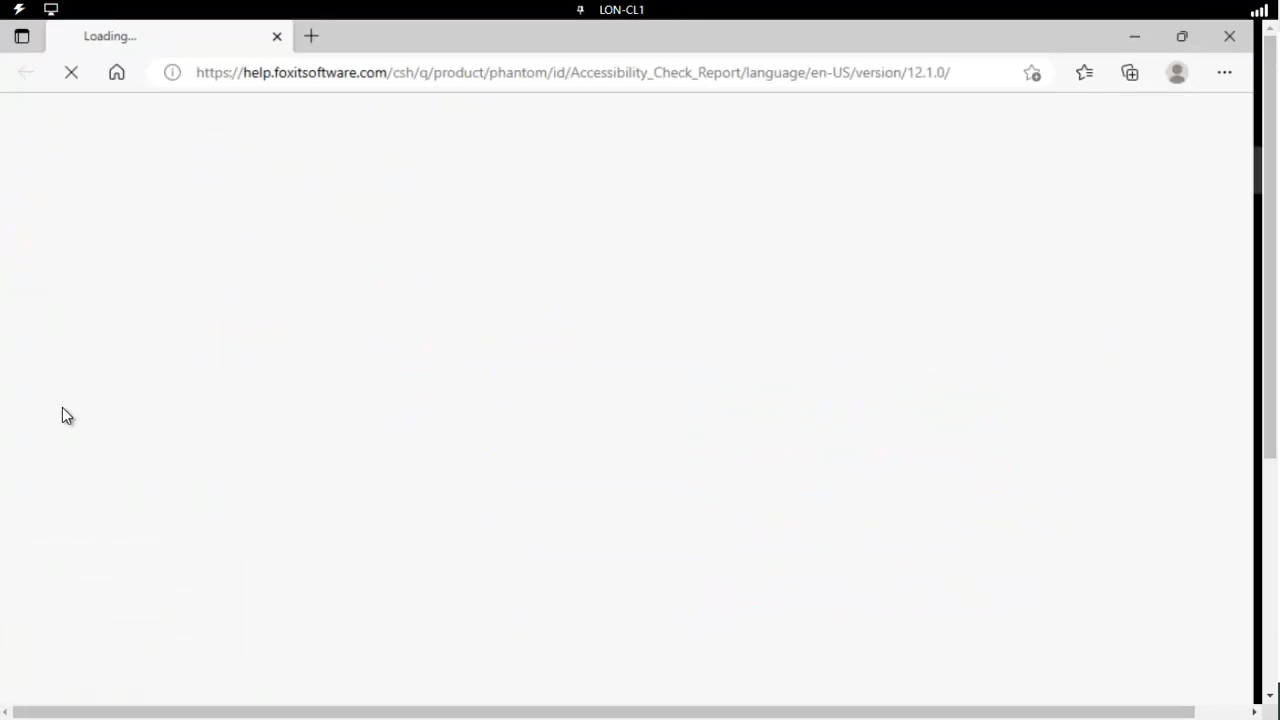 LON-CL1
Loading...
https://help.foxitsoftware.com/csh/q/product/phantom/id/Accessibility_Check_Report/language/en-US/version/12.1.0/